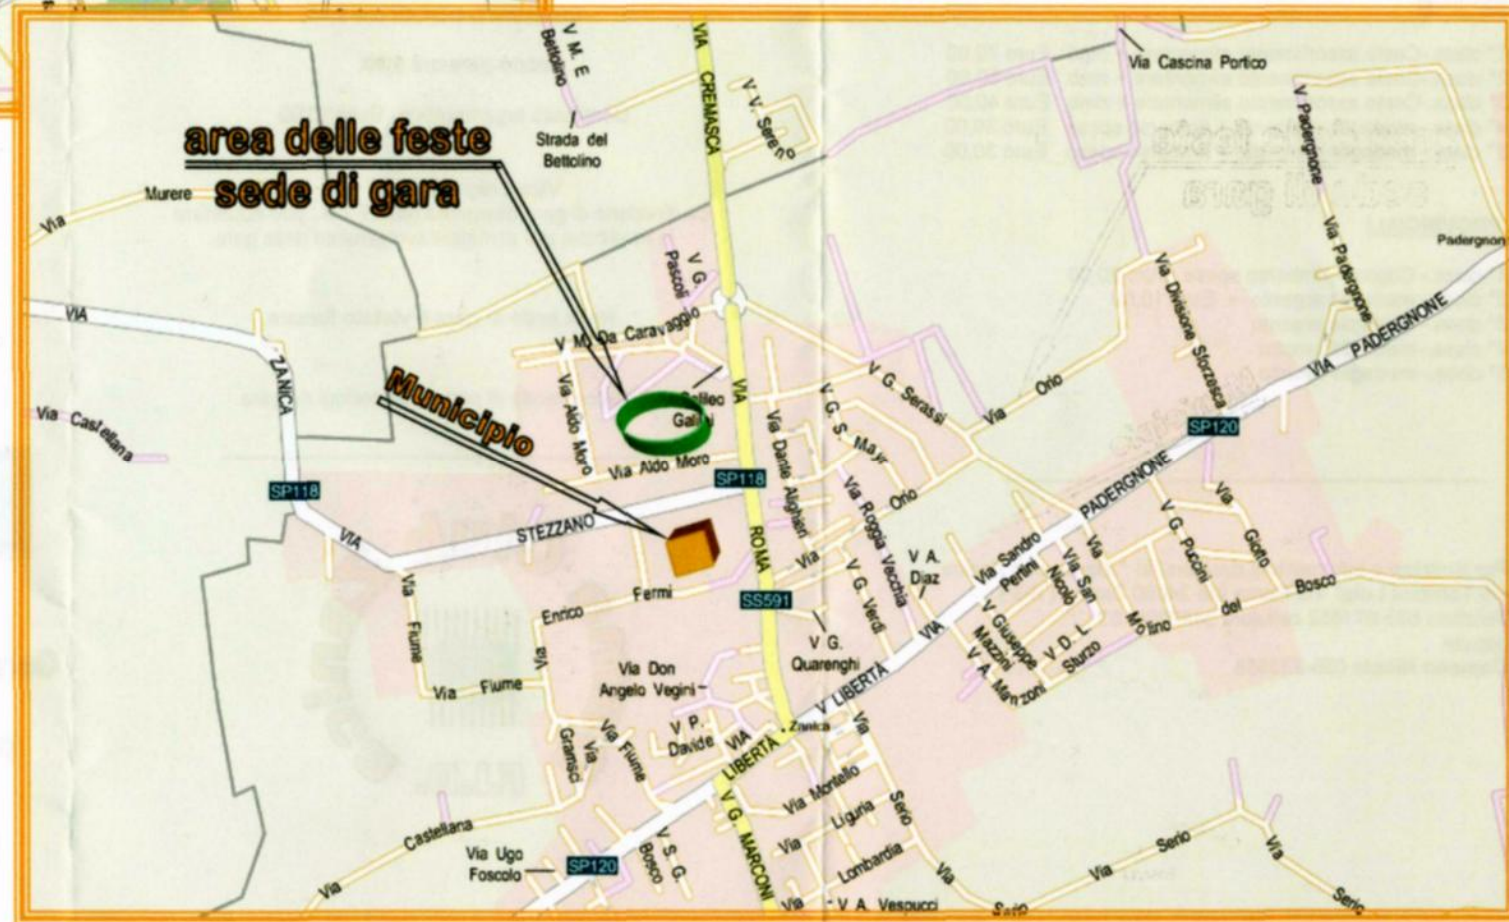 Via Cascina Portico
V M. E
Bettolino
VIA
CREMASCA
V V. Sereno
Strada del
Bettolino
area delle feste
sede di gara
V Padergnone
Via Murere
Via Padergnone
Padergnon
V G.
Pascoli
Via Divisione Sforzesca
VIA
ZANICA
V M. Da Caravaggio
VIA PADERGNONE
Municipio
Via Aldo Moro
Galileo
VIA
V G. Serassi
Via Orio
Via Castellana
V G. S. Mayr
Via Dante Alighieri
SP120
Via Aldo Moro
SP118
SP118
Via Roggia Vecchia
Orio
PADERGNONE
VIA
STEZZANO
ROMA
Via
V A.
Diaz
Via Sandro
Pertini
Via San
Nicolò
Via
V G. Puccini
Via Giotto
Via Fiume
Via Enrico Fermi
SS591
V G. Verdi
V G.
Quarenghi
VIA
V Giuseppe
Mazzini
V A. Manzoni
V D. L.
Sturzo
Molino del Bosco
Via Fiume
Via Don
Angelo Vegini
V LIBERTÀ
Zanica
V P.
Davide
VIA
LIBERTÀ
Via
Gramsci
Via Fiume
Via
Serio
Via Montello
V G. MARCONI
Via Liguria
Via Castellana
Via Ugo
Foscolo
SP120
V S. G.
Bosco
Lombardia
Via
V A. Vespucci
Via
Via Serio
Via
Serio